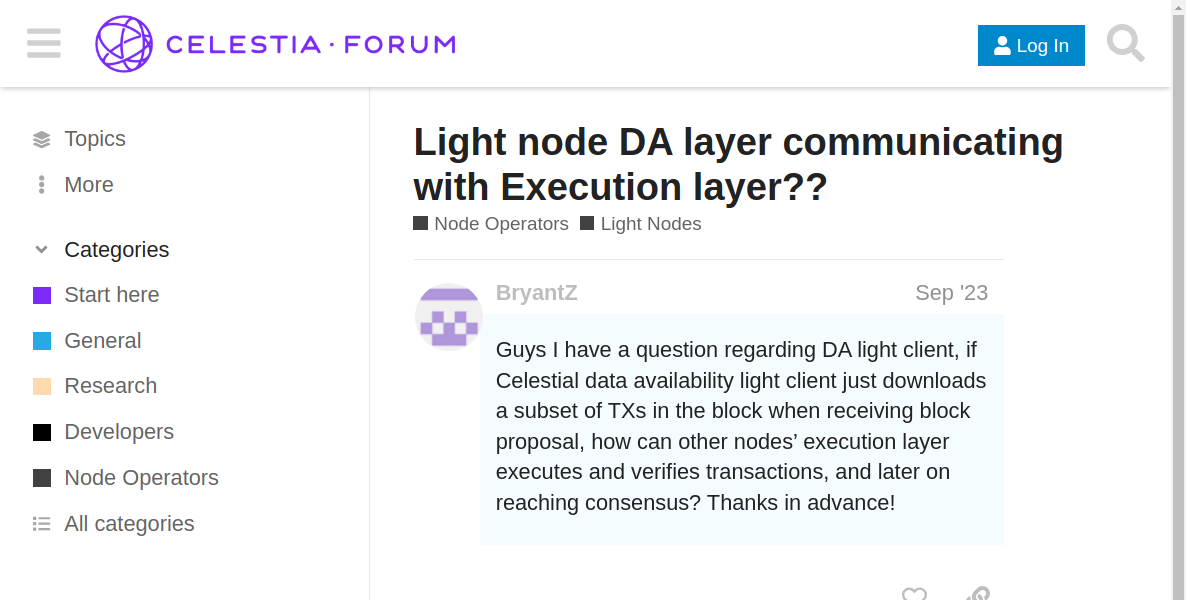 CELESTIA · FORUM
Log In
Topics
More
Categories
Start here
General
Research
Developers
Node Operators
All categories
Light node DA layer communicating
with Execution layer??
Node Operators Light Nodes
BryantZ Sep '23
Guys I have a question regarding DA light client, if
Celestial data availability light client just downloads
a subset of TXs in the block when receiving block
proposal, how can other nodes’ execution layer
executes and verifies transactions, and later on
reaching consensus? Thanks in advance!